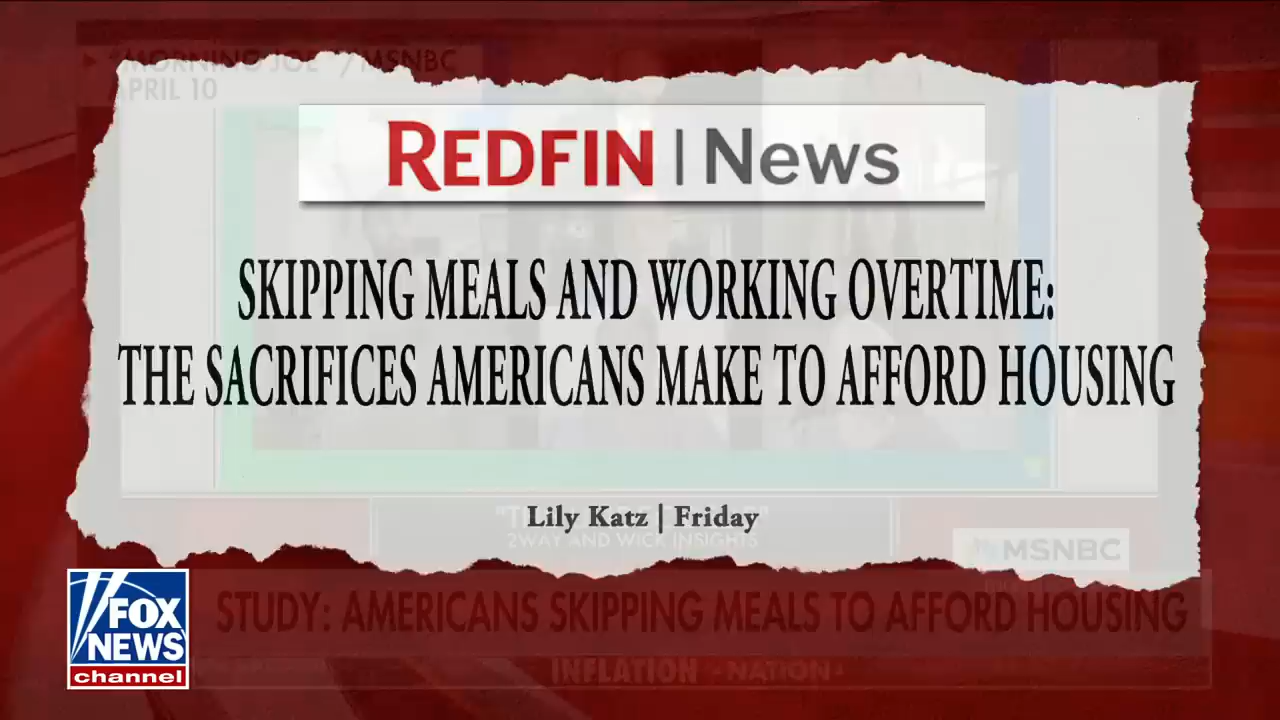 "MORNING JOE"/MSNBC
APRIL 10
REDFIN | News
SKIPPING MEALS AND WORKING OVERTIME:
THE SACRIFICES AMERICANS MAKE TO AFFORD HOUSING
Lily Katz | Friday
2WAY AND WICK INSIGHTS
MSNBC
FOX
NEWS
channel
STUDY: AMERICANS SKIPPING MEALS TO AFFORD HOUSING
INFLATION NATION